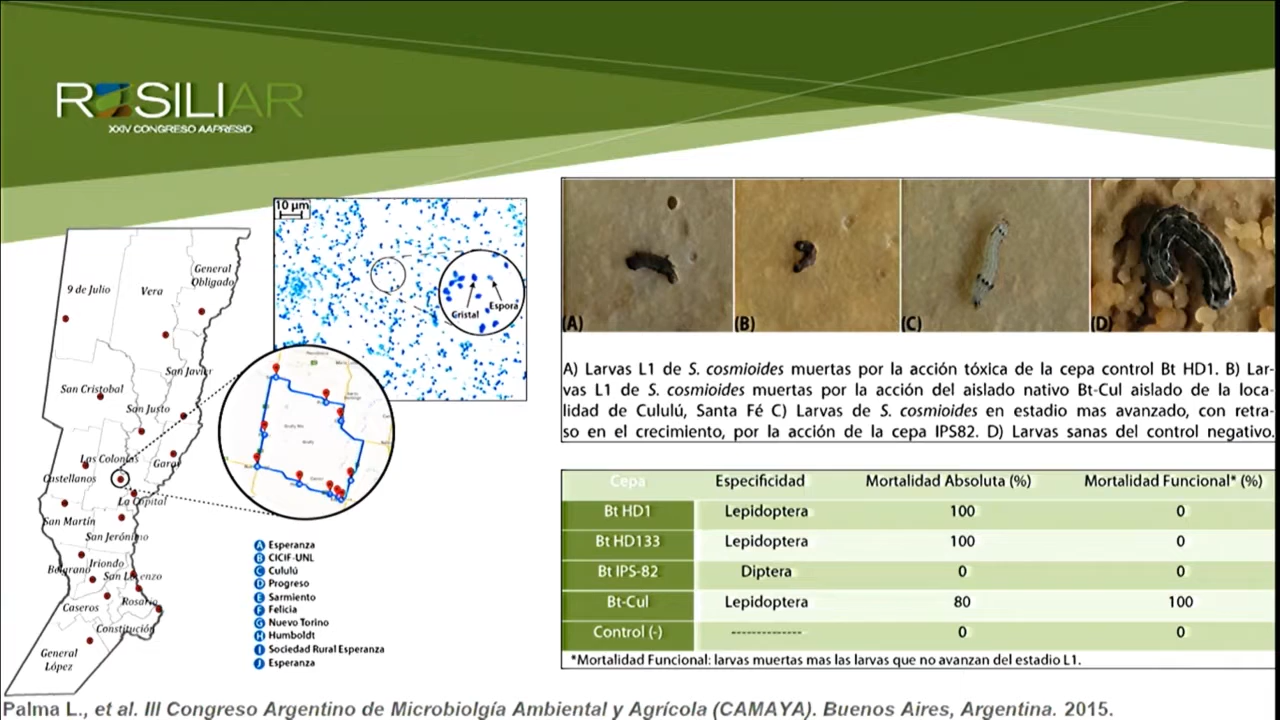 ROSILIAR
XXIV CONGRESO AAPRESID
10 µm
Cristal
Espora
9 de Julio
Vera
General
Obligado
San Javier
San Cristobal
San Justo
Las Colonias
Garay
Castellanos
La Capital
San Martín
San Jerónimo
Iriondo
Belgrano
San Lorenzo
Caseros
Rosario
Constitución
General
López
A Esperanza
B CICIF-UNL
C Cululú
D Progreso
E Sarmiento
F Felicia
G Nuevo Torino
H Humboldt
I Sociedad Rural Esperanza
J Esperanza
(A)
(B)
(C)
(D)
A) Larvas L1 de S. cosmioides muertas por la acción tóxica de la cepa control Bt HD1. B) Lar-
vas L1 de S. cosmioides muertas por la acción del aislado nativo Bt-Cul aislado de la loca-
lidad de Cululú, Santa Fé C) Larvas de S. cosmioides en estadio mas avanzado, con retra-
so en el crecimiento, por la acción de la cepa IPS82. D) Larvas sanas del control negativo.
Cepa Especificidad Mortalidad Absoluta (%) Mortalidad Funcional* (%)
Bt HD1 Lepidoptera 100 0
Bt HD133 Lepidoptera 100 0
Bt IPS-82 Diptera 0 0
Bt-Cul Lepidoptera 80 100
Control (-) ------------- 0 0
*Mortalidad Funcional: larvas muertas mas las larvas que no avanzan del estadio L1.
Palma L., et al. III Congreso Argentino de Microbiolgía Ambiental y Agrícola (CAMAYA). Buenos Aires, Argentina. 2015.